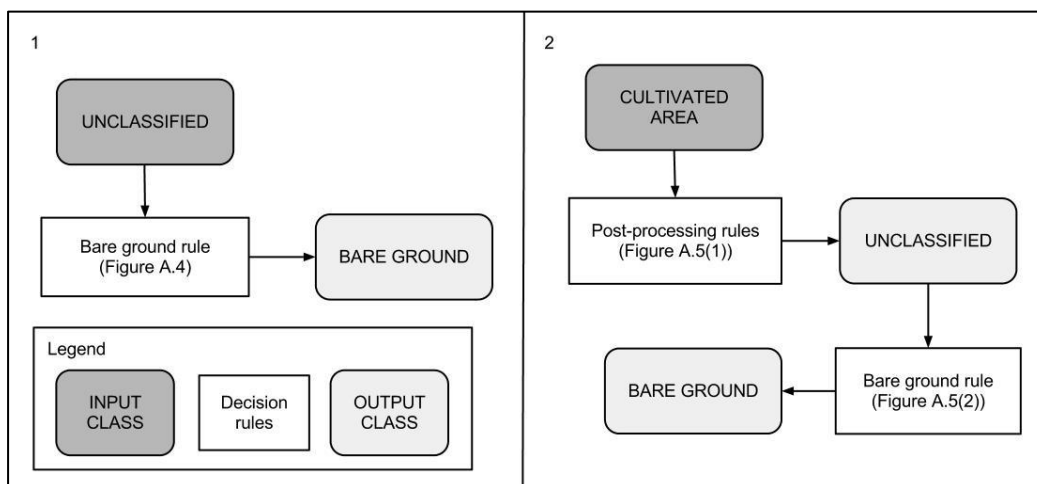 1
UNCLASSIFIED
Bare ground rule
(Figure A.4)
BARE GROUND
Legend
INPUT
CLASS
Decision
rules
OUTPUT
CLASS
2
CULTIVATED
AREA
Post-processing rules
(Figure A.5(1))
UNCLASSIFIED
BARE GROUND
Bare ground rule
(Figure A.5(2))